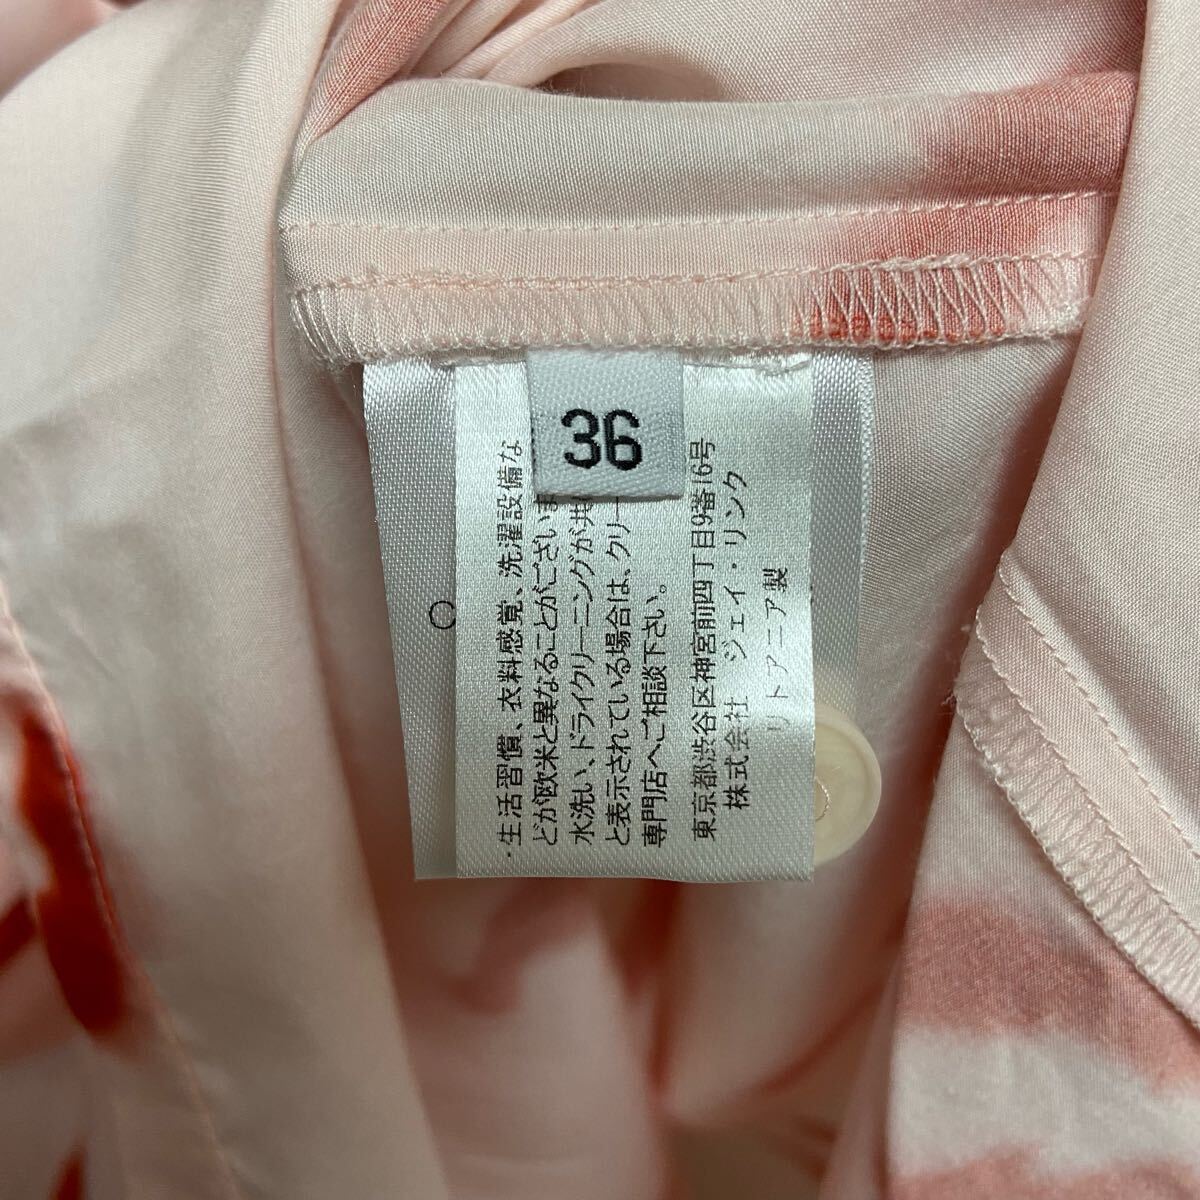 36
・生活習慣、衣料感覚、洗濯設備な
どが欧米と異なることがございま
水洗い、ドライクリーニングが共
と表示されている場合は、クリー
専門店へご相談下さい。
東京都渋谷区神宮前四丁目9番16号
株式会社 ジェイ・リンク
リトアニア製